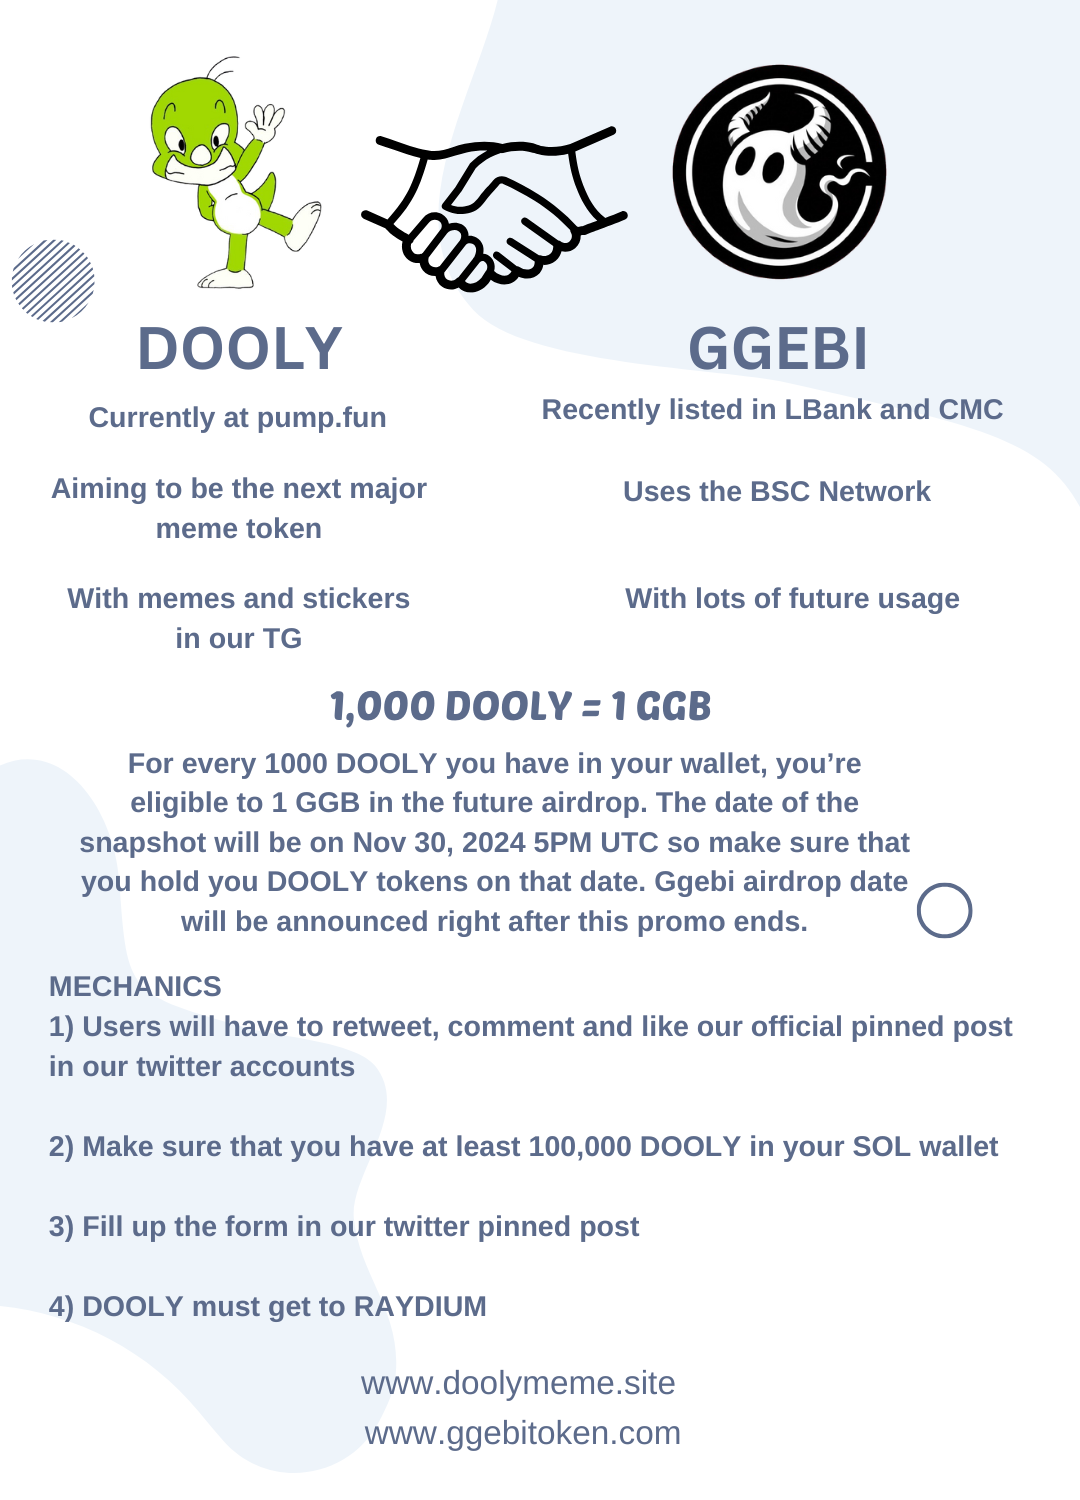 DOOLY
GGEBI
Currently at pump.fun
Recently listed in LBank and CMC
Aiming to be the next major
meme token
Uses the BSC Network
With memes and stickers
in our TG
With lots of future usage
1,000 DOOLY = 1 GGB
For every 1000 DOOLY you have in your wallet, you’re
eligible to 1 GGB in the future airdrop. The date of the
snapshot will be on Nov 30, 2024 5PM UTC so make sure that
you hold you DOOLY tokens on that date. Ggebi airdrop date
will be announced right after this promo ends.
MECHANICS
1) Users will have to retweet, comment and like our official pinned post
in our twitter accounts
2) Make sure that you have at least 100,000 DOOLY in your SOL wallet
3) Fill up the form in our twitter pinned post
4) DOOLY must get to RAYDIUM
www.doolymeme.site
www.ggebitoken.com